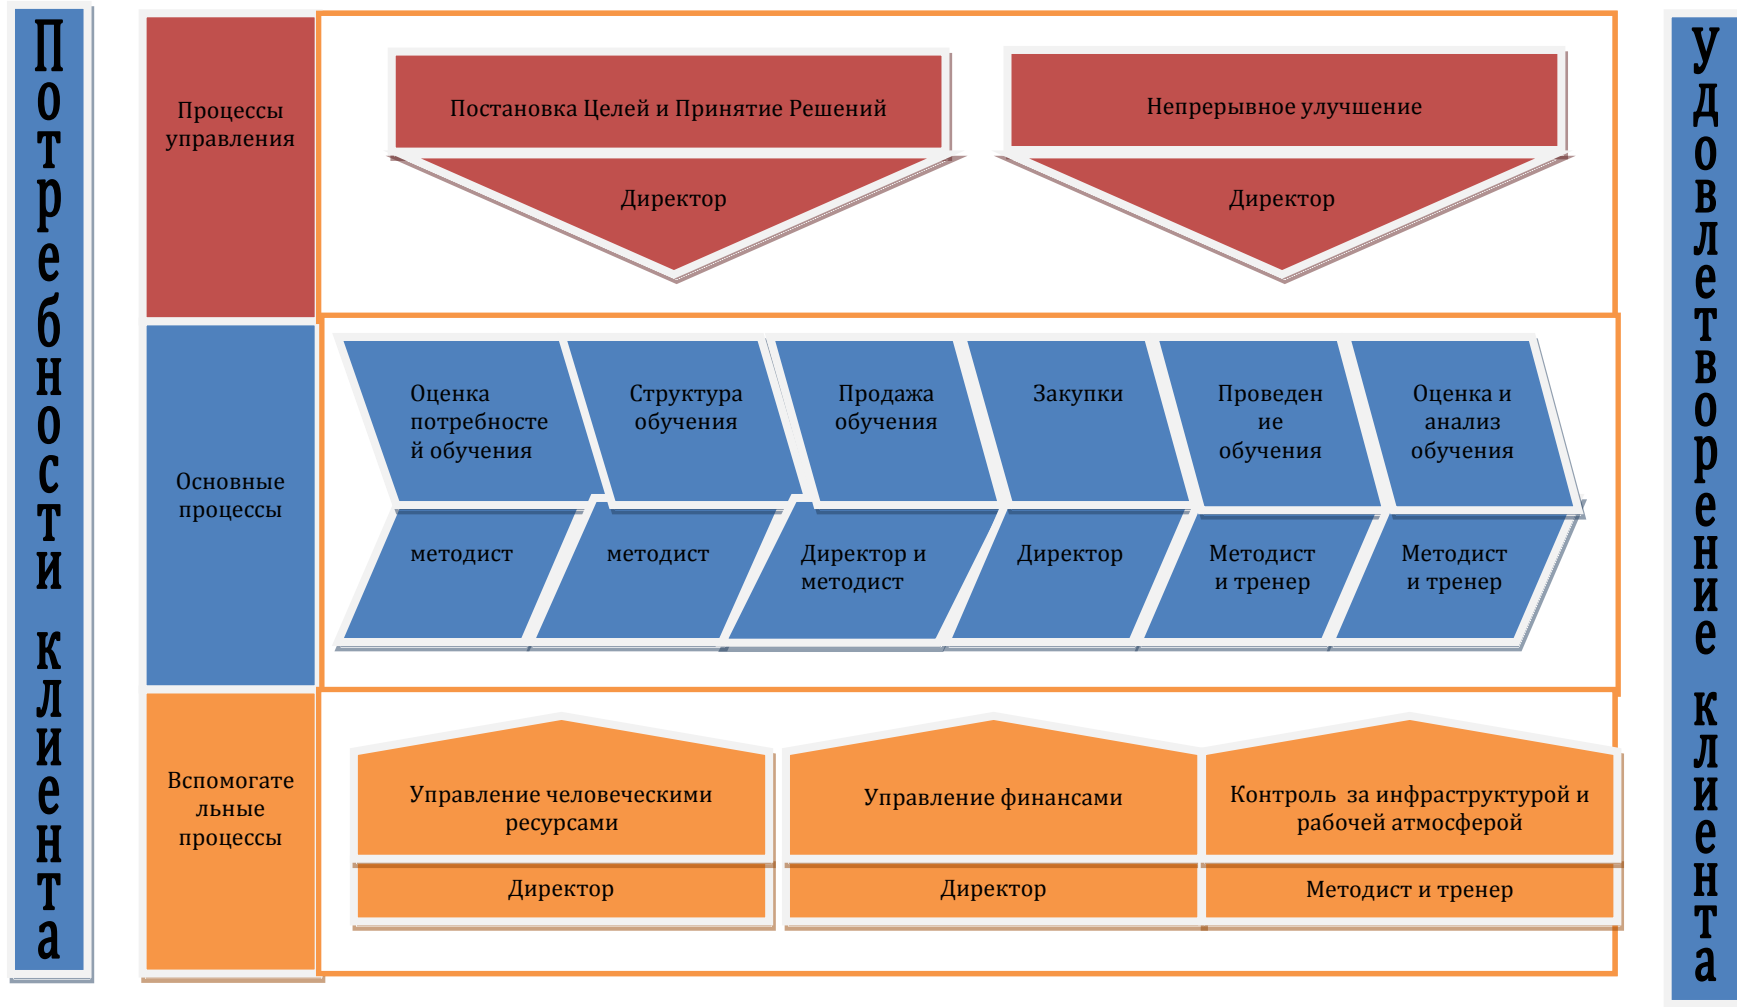 Потребности клиента
Процессы
управления
Постановка Целей и Принятие Решений
Директор
Непрерывное улучшение
Директор
Основные
процессы
Оценка
потребносте
й обучения
методист
Структура
обучения
методист
Продажа
обучения
Директор и
методист
Закупки
Директор
Проведен
ие
обучения
Методист
и тренер
Оценка и
анализ
обучения
Методист
и тренер
Вспомогате
льные
процессы
Управление человеческими
ресурсами
Директор
Управление финансами
Директор
Контроль за инфраструктурой и
рабочей атмосферой
Методист и тренер
Удовлетворение клиента